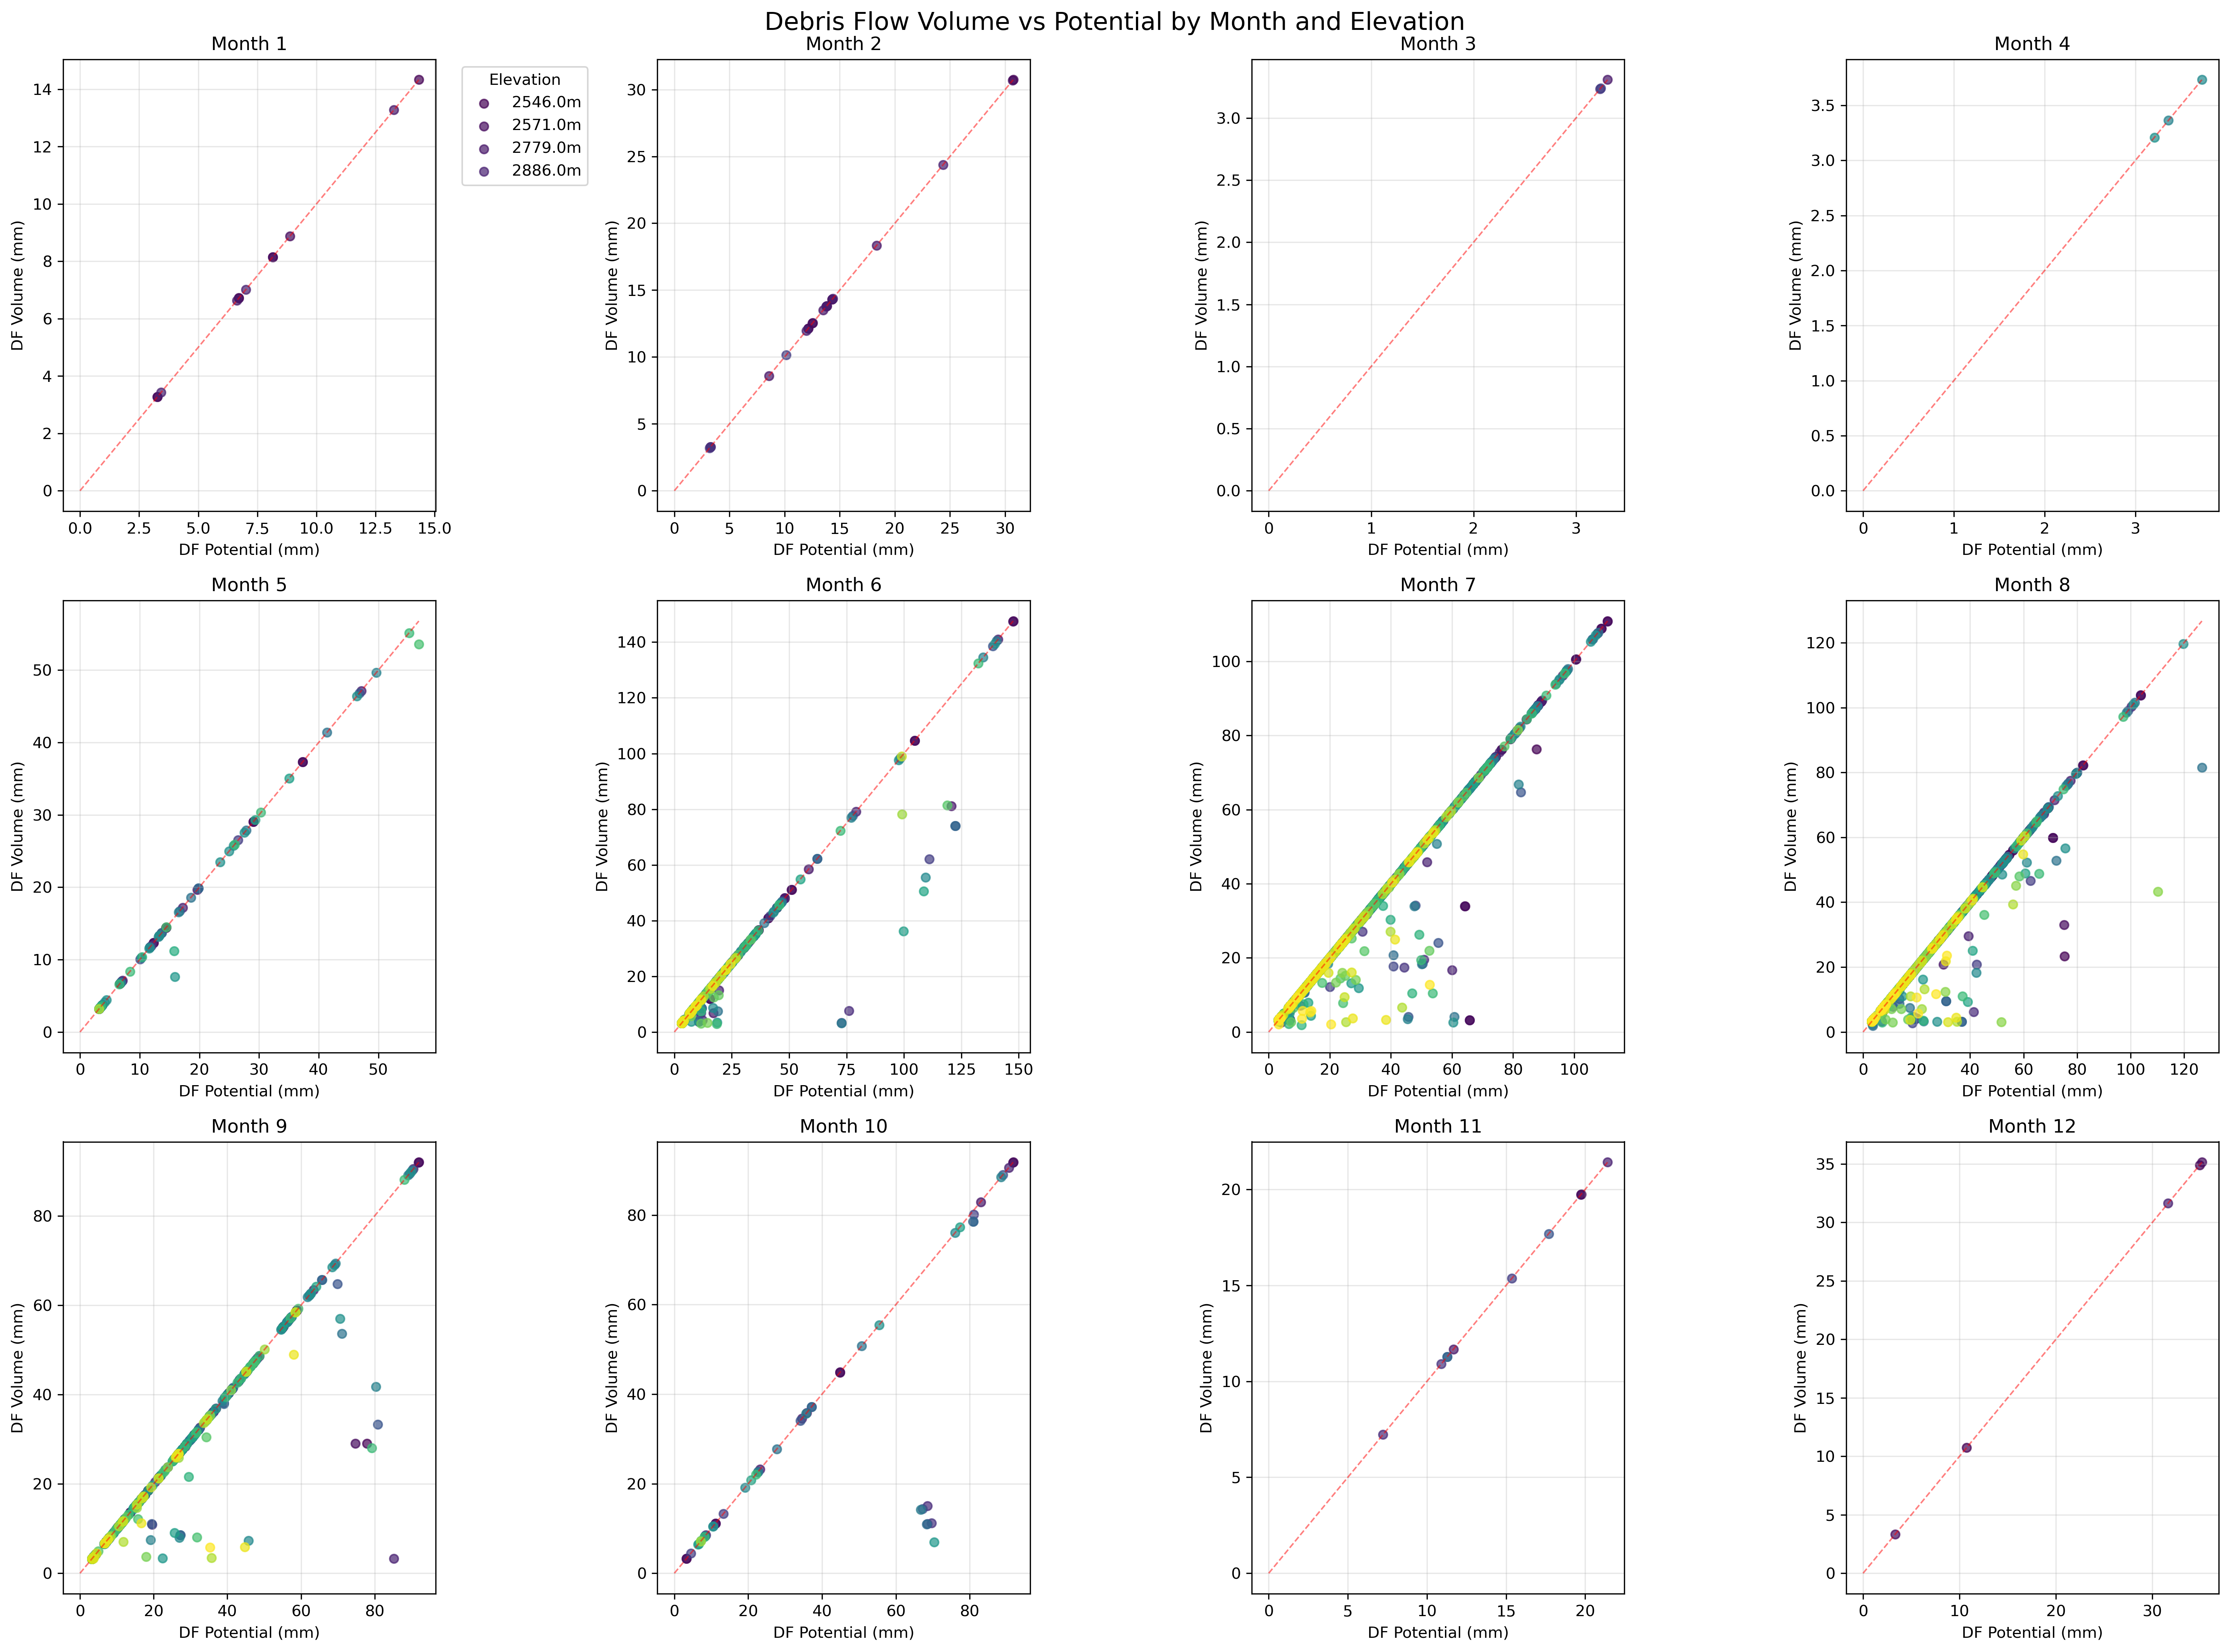 Debris Flow Volume vs Potential by Month and Elevation
Month 1
Month 2
Month 3
Month 4
DF Volume (mm)
14
12
10
8
6
4
2
0
0.0 2.5 5.0 7.5 10.0 12.5 15.0
DF Potential (mm)
Elevation
2546.0m
2571.0m
2779.0m
2886.0m
DF Volume (mm)
30
25
20
15
10
5
0
0 5 10 15 20 25 30
DF Potential (mm)
DF Volume (mm)
3.0
2.5
2.0
1.5
1.0
0.5
0.0
0 1 2 3
DF Potential (mm)
DF Volume (mm)
3.5
3.0
2.5
2.0
1.5
1.0
0.5
0.0
0 1 2 3
DF Potential (mm)
Month 5
Month 6
Month 7
Month 8
DF Volume (mm)
50
40
30
20
10
0
0 10 20 30 40 50
DF Potential (mm)
DF Volume (mm)
140
120
100
80
60
40
20
0
0 25 50 75 100 125 150
DF Potential (mm)
DF Volume (mm)
100
80
60
40
20
0
0 20 40 60 80 100
DF Potential (mm)
DF Volume (mm)
120
100
80
60
40
20
0
0 20 40 60 80 100 120
DF Potential (mm)
Month 9
Month 10
Month 11
Month 12
DF Volume (mm)
80
60
40
20
0
0 20 40 60 80
DF Potential (mm)
DF Volume (mm)
80
60
40
20
0
0 20 40 60 80
DF Potential (mm)
DF Volume (mm)
20
15
10
5
0
0 5 10 15 20
DF Potential (mm)
DF Volume (mm)
35
30
25
20
15
10
5
0
0 10 20 30
DF Potential (mm)